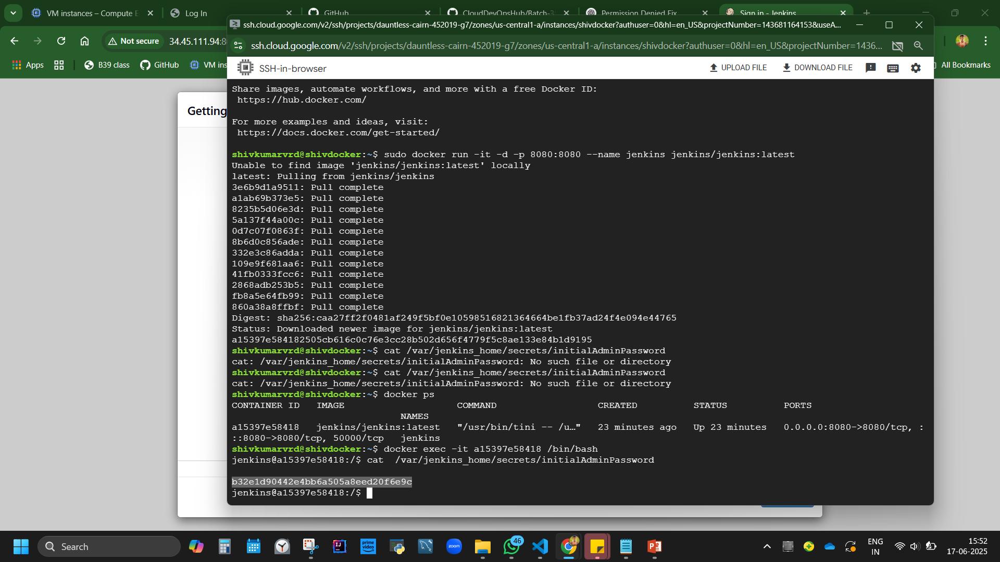 VM instances – Compute E
Log In
GitHub
CloudDevOpsHub/Batch-3
Permission Denied Fix
Sign in - Jenkins
ssh.cloud.google.com/v2/ssh/projects/dauntless-cairn-452019-g7/zones/us-central1-a/instances/shivdocker?authuser=0&hl=en_US&projectNumber=143681164153&useA...
Not secure
34.45.111.94:8
ssh.cloud.google.com/v2/ssh/projects/dauntless-cairn-452019-g7/zones/us-central1-a/instances/shivdocker?authuser=0&hl=en_US&projectNumber=1436...
Apps
B39 class
GitHub
VM ins
All Bookmarks
SSH-in-browser
UPLOAD FILE
DOWNLOAD FILE
Getting
Share images, automate workflows, and more with a free Docker ID:
https://hub.docker.com/
For more examples and ideas, visit:
https://docs.docker.com/get-started/
shivkumarvrd@shivdocker:~$ sudo docker run -it -d -p 8080:8080 --name jenkins jenkins/jenkins:latest
Unable to find image 'jenkins/jenkins:latest' locally
latest: Pulling from jenkins/jenkins
3e6b9d1a9511: Pull complete
a1ab69b373e5: Pull complete
8235b5d06e3d: Pull complete
5a137f44a00c: Pull complete
0d7c07f0863f: Pull complete
8b6d0c856ade: Pull complete
332e3c86adda: Pull complete
109e9f681aa6: Pull complete
41fb0333fcc6: Pull complete
2868adb253b5: Pull complete
fb8a5e64fb99: Pull complete
860a38a8ffbf: Pull complete
Digest: sha256:caa27ff2f0481af249f5bf0e10598516821364664be1fb37ad24f4e094e44765
Status: Downloaded newer image for jenkins/jenkins:latest
a15397e584182505cb616c0c76e3cc28b502d656f4779f5c8ae133e84b1d9195
shivkumarvrd@shivdocker:~$ cat /var/jenkins_home/secrets/initialAdminPassword
cat: /var/jenkins_home/secrets/initialAdminPassword: No such file or directory
shivkumarvrd@shivdocker:~$ cat /var/jenkins_home/secrets/initialAdminPassword
cat: /var/jenkins_home/secrets/initialAdminPassword: No such file or directory
shivkumarvrd@shivdocker:~$ docker ps
CONTAINER ID IMAGE COMMAND CREATED STATUS PORTS
NAMES
a15397e58418 jenkins/jenkins:latest "/usr/bin/tini -- /u…" 23 minutes ago Up 23 minutes 0.0.0.0:8080->8080/tcp, :
::8080->8080/tcp, 50000/tcp jenkins
shivkumarvrd@shivdocker:~$ docker exec -it a15397e58418 /bin/bash
jenkins@a15397e58418:/$ cat /var/jenkins_home/secrets/initialAdminPassword
b32e1d90442e4bb6a505a8eed20f6e9c
jenkins@a15397e58418:/$
Search
IJ
prime video
zoom
46
ENG
IN
15:52
17-06-2025